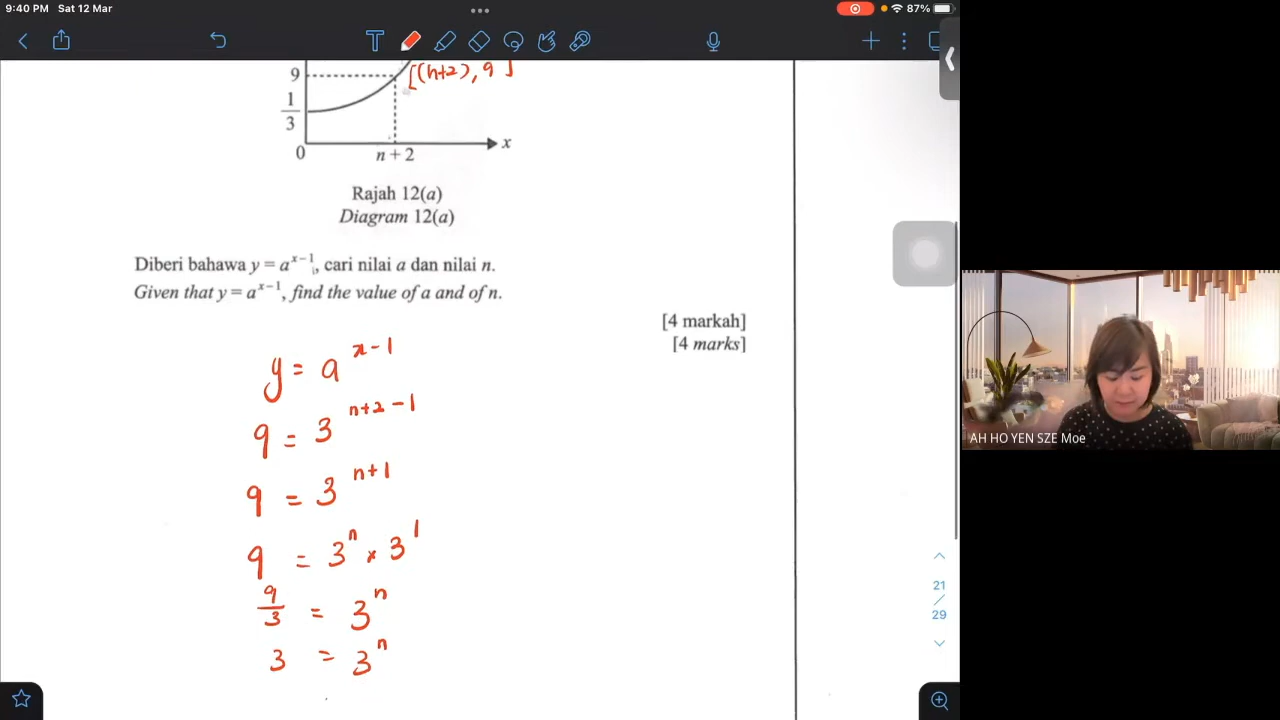 9:40 PM Sat 12 Mar
87%
9
[(n+2), 9]
1
3
0
n + 2
x
Rajah 12(a)
Diagram 12(a)
Diberi bahawa y = a^{x−1}, cari nilai a dan nilai n.
Given that y = a^{x−1}, find the value of a and of n.
[4 markah]
[4 marks]
y = a^{x-1}
9 = 3^{n+2-1}
9 = 3^{n+1}
9 = 3^n × 3^1
9/3 = 3^n
3 = 3^n
21
/
29
AH HO YEN SZE Moe